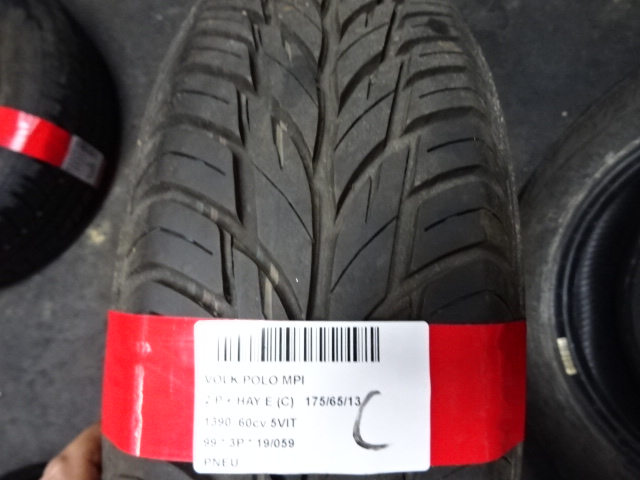 VOLK POLO MPI
2 P + HAY E (C) 175/65/13
1390 60cv 5VIT
99 * 3P * 19/059
PNEU
C